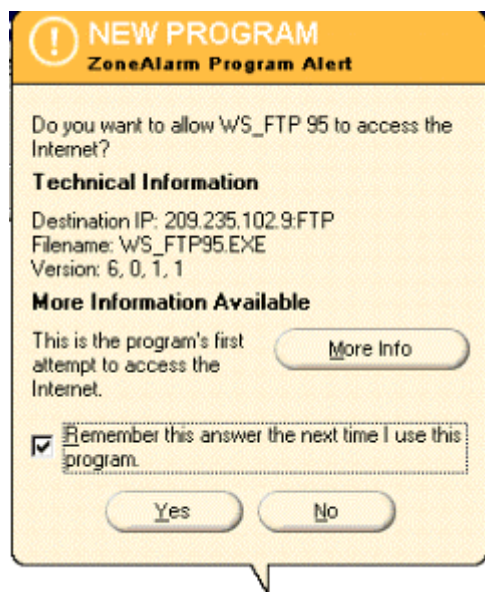 NEW PROGRAM
ZoneAlarm Program Alert
Do you want to allow WS_FTP 95 to access the
Internet?
Technical Information
Destination IP: 209.235.102.9:FTP
Filename: WS_FTP95.EXE
Version: 6, 0, 1, 1
More Information Available
This is the program's first
attempt to access the
Internet.
More Info
Remember this answer the next time I use this
program.
Yes No